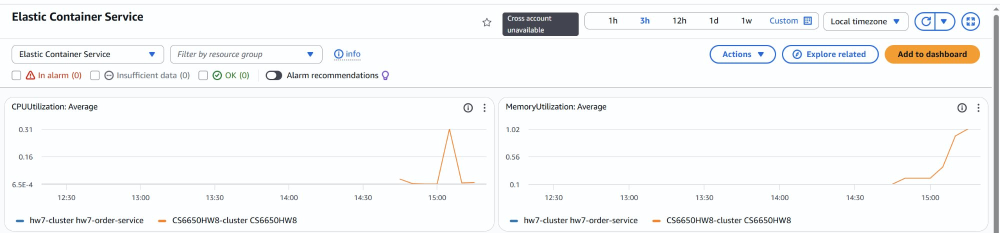 Elastic Container Service
Cross account
unavailable
1h 3h 12h 1d 1w Custom
Local timezone
Elastic Container Service
Filter by resource group
info
Actions
Explore related
Add to dashboard
In alarm (0)
Insufficient data (0)
OK (0)
Alarm recommendations
CPUUtilization: Average
0.31
0.16
6.5E-4
12:30 13:00 13:30 14:00 14:30 15:00
hw7-cluster hw7-order-service
CS6650HW8-cluster CS6650HW8
MemoryUtilization: Average
1.02
0.56
0.1
12:30 13:00 13:30 14:00 14:30 15:00
hw7-cluster hw7-order-service
CS6650HW8-cluster CS6650HW8